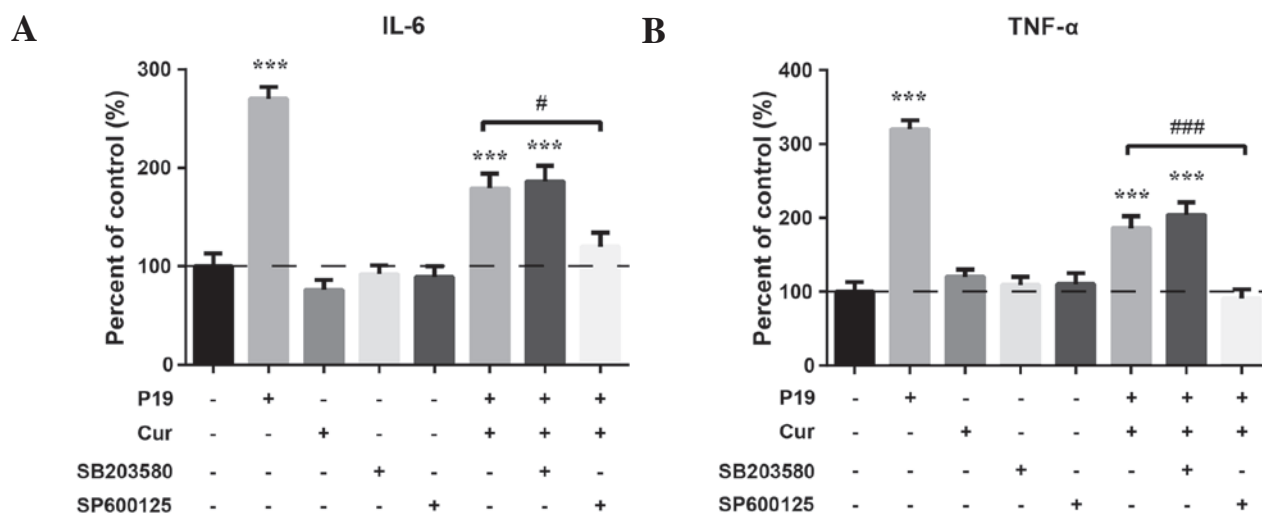 A
IL-6
Percent of control (%)
300
200
100
0
***
***
***
#
P19 - + - - - + + +
Cur - - + - - + + +
SB203580 - - - + - - + -
SP600125 - - - - + - - +
B
TNF-α
Percent of control (%)
400
300
200
100
0
***
***
***
###
P19 - + - - - + + +
Cur - - + - - + + +
SB203580 - - - + - - + -
SP600125 - - - - + - - +